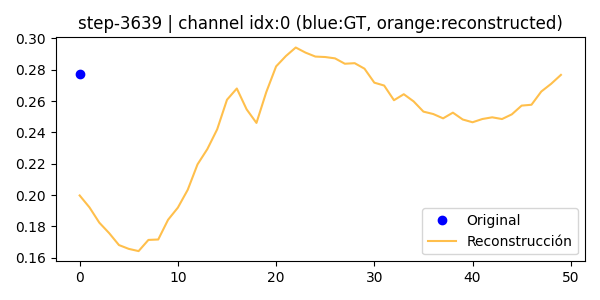 step-3639 | channel idx:0 (blue:GT, orange:reconstructed)
0.30
0.28
0.26
0.24
0.22
0.20
0.18
0.16
0 10 20 30 40 50
Original
Reconstrucción